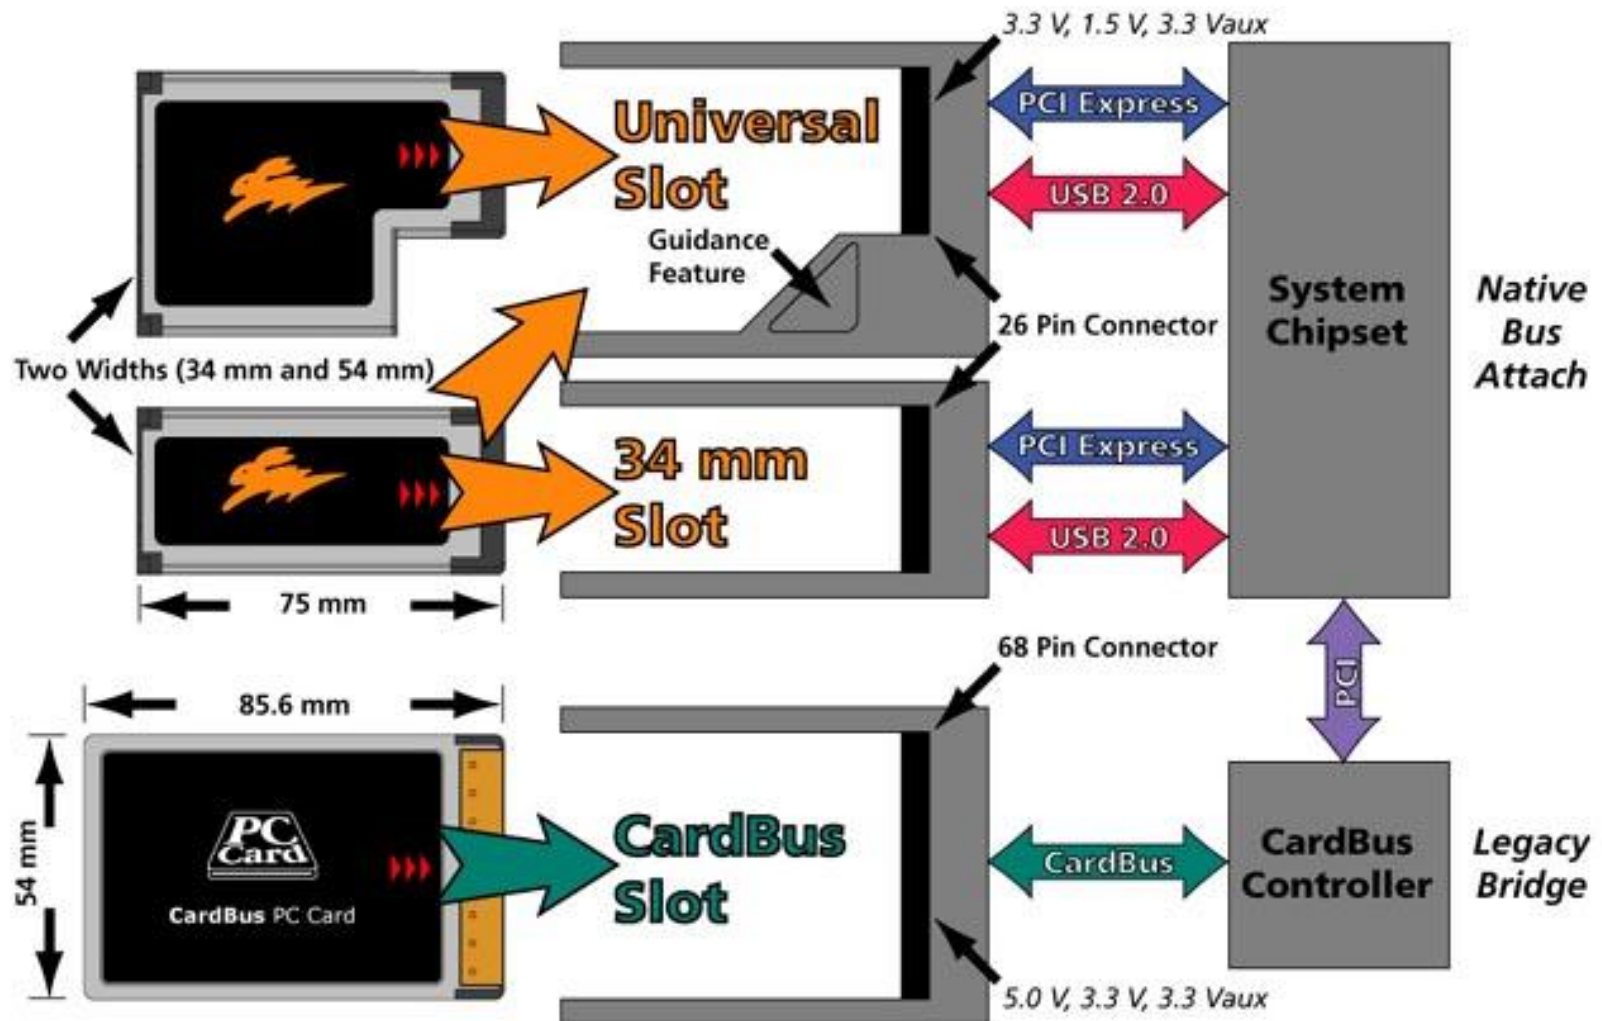 3.3 V, 1.5 V, 3.3 Vaux
Universal
Slot
PCI Express
USB 2.0
Guidance
Feature
26 Pin Connector
System
Chipset
Native
Bus
Attach
Two Widths (34 mm and 54 mm)
34 mm
Slot
PCI Express
USB 2.0
75 mm
68 Pin Connector
PCI
85.6 mm
54 mm
PC
Card
CardBus PC Card
CardBus
Slot
CardBus
CardBus
Controller
Legacy
Bridge
5.0 V, 3.3 V, 3.3 Vaux